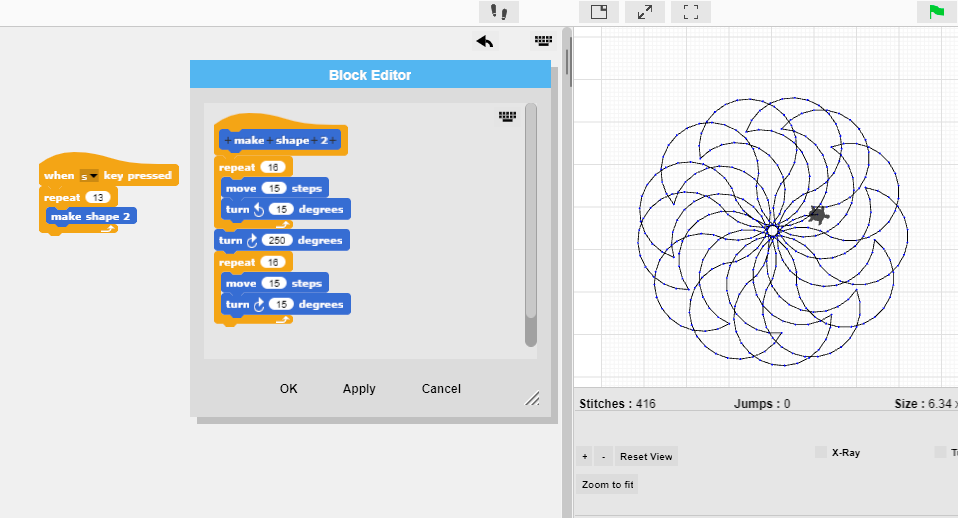 Block Editor
make shape 2
repeat 16
move 15 steps
turn 15 degrees
turn 250 degrees
repeat 16
move 15 steps
turn 15 degrees
OK Apply Cancel
when s key pressed
repeat 13
make shape 2
Stitches : 416 Jumps : 0 Size : 6.34 x
+ - Reset View X-Ray T
Zoom to fit